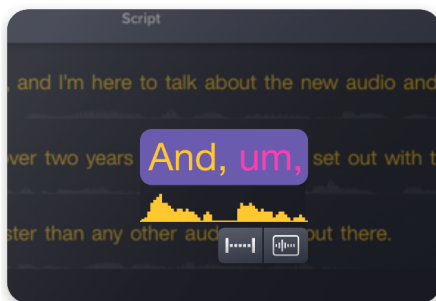 Script
, and I'm here to talk about the new audio and
over two years And, um, set out with t
ster than any other aud out there.